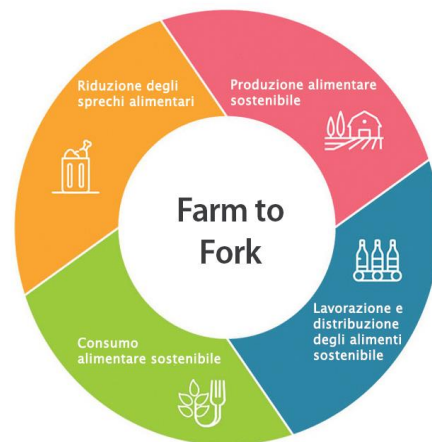 Riduzione degli
sprechi alimentari
Produzione alimentare
sostenibile
Farm to
Fork
Lavorazione e
distribuzione
degli alimenti
sostenibile
Consumo
alimentare sostenibile